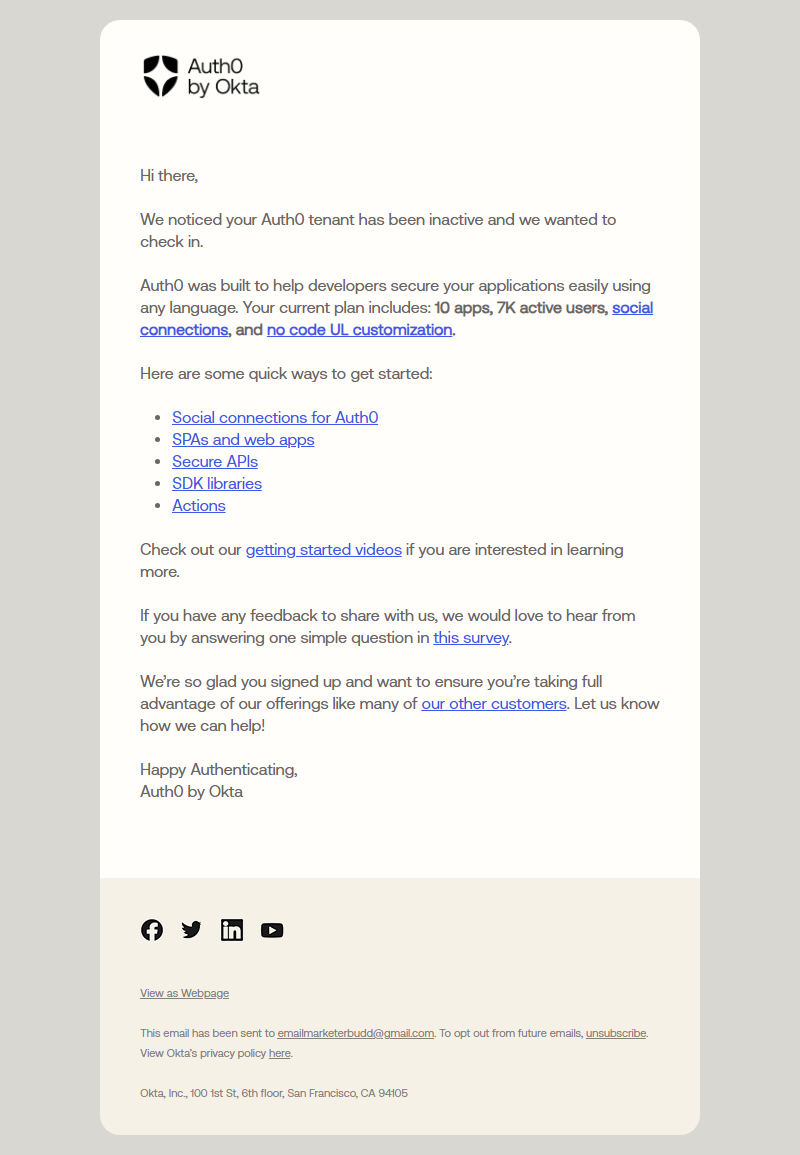 Auth0
by Okta
Hi there,
We noticed your Auth0 tenant has been inactive and we wanted to
check in.
Auth0 was built to help developers secure your applications easily using
any language. Your current plan includes: 10 apps, 7K active users, social
connections, and no code UL customization.
Here are some quick ways to get started:
• Social connections for Auth0
• SPAs and web apps
• Secure APIs
• SDK libraries
• Actions
Check out our getting started videos if you are interested in learning
more.
If you have any feedback to share with us, we would love to hear from
you by answering one simple question in this survey.
We’re so glad you signed up and want to ensure you’re taking full
advantage of our offerings like many of our other customers. Let us know
how we can help!
Happy Authenticating,
Auth0 by Okta
View as Webpage
This email has been sent to emailmarketerbudd@gmail.com. To opt out from future emails, unsubscribe.
View Okta's privacy policy here.
Okta, Inc., 100 1st St, 6th floor, San Francisco, CA 94105